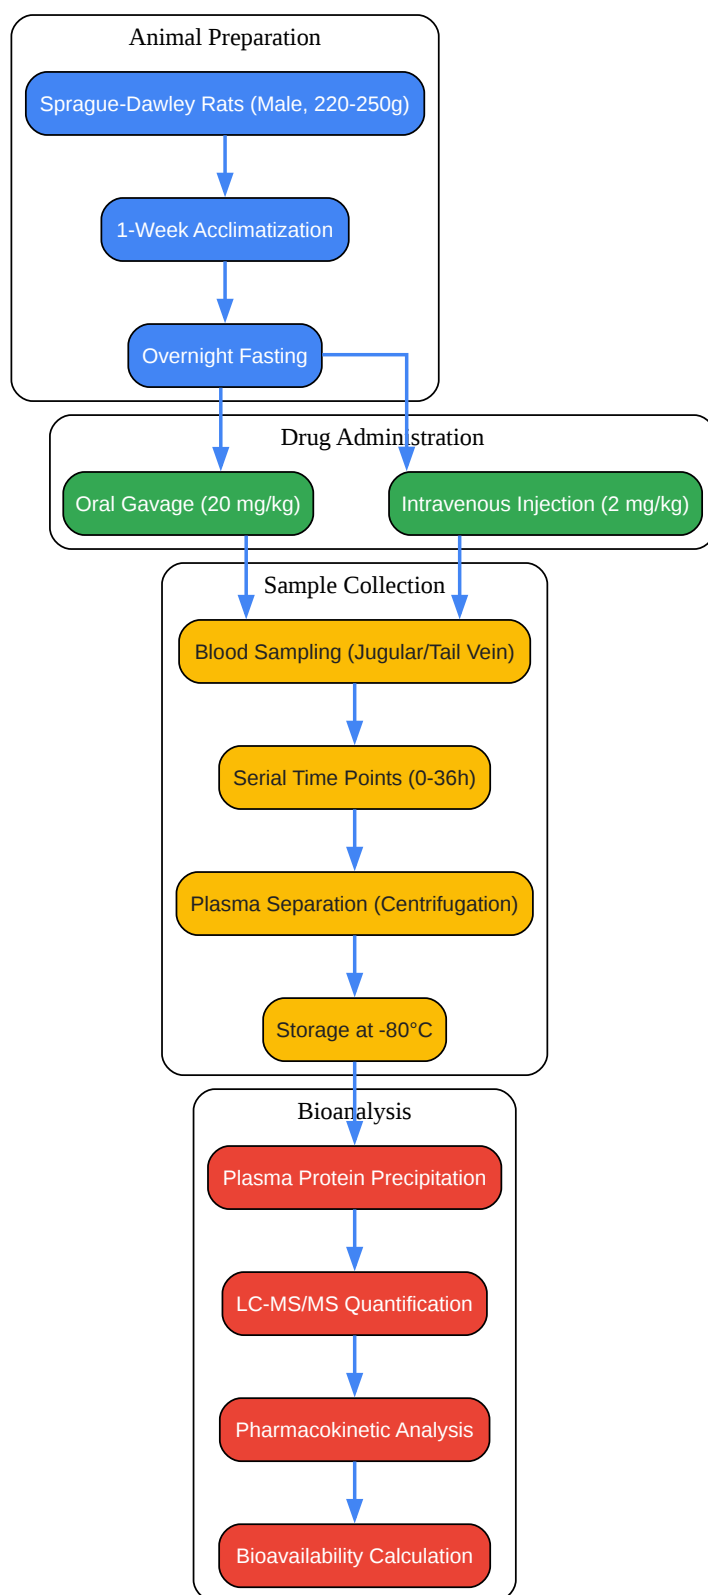 Animal Preparation
Sprague-Dawley Rats (Male, 220-250g)
1-Week Acclimatization
Overnight Fasting
Drug Administration
Oral Gavage (20 mg/kg)
Intravenous Injection (2 mg/kg)
Sample Collection
Blood Sampling (Jugular/Tail Vein)
Serial Time Points (0-36h)
Plasma Separation (Centrifugation)
Storage at -80°C
Bioanalysis
Plasma Protein Precipitation
LC-MS/MS Quantification
Pharmacokinetic Analysis
Bioavailability Calculation